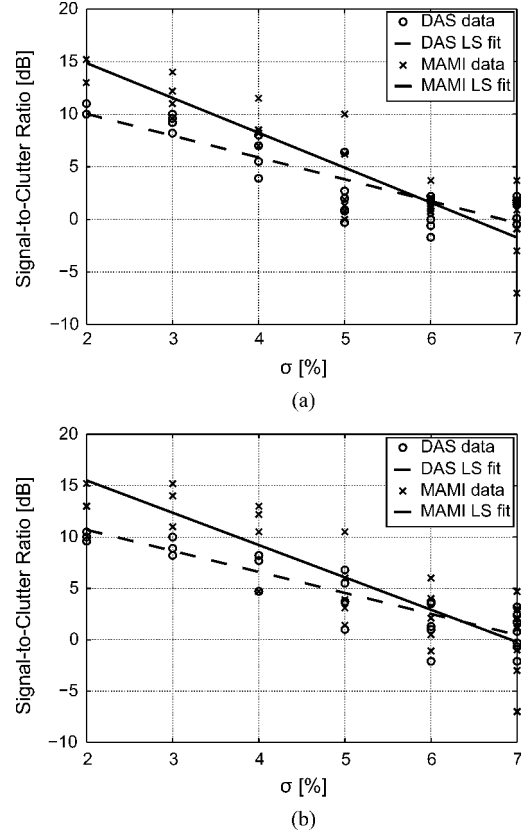 20
15
10
5
0
−5
−10
Signal-to-Clutter Ratio [dB]
DAS data
DAS LS fit
MAMI data
MAMI LS fit
2 3 4 5 6 7
σ [%]
(a)
20
15
10
5
0
−5
−10
Signal-to-Clutter Ratio [dB]
DAS data
DAS LS fit
MAMI data
MAMI LS fit
2 3 4 5 6 7
σ [%]
(b)